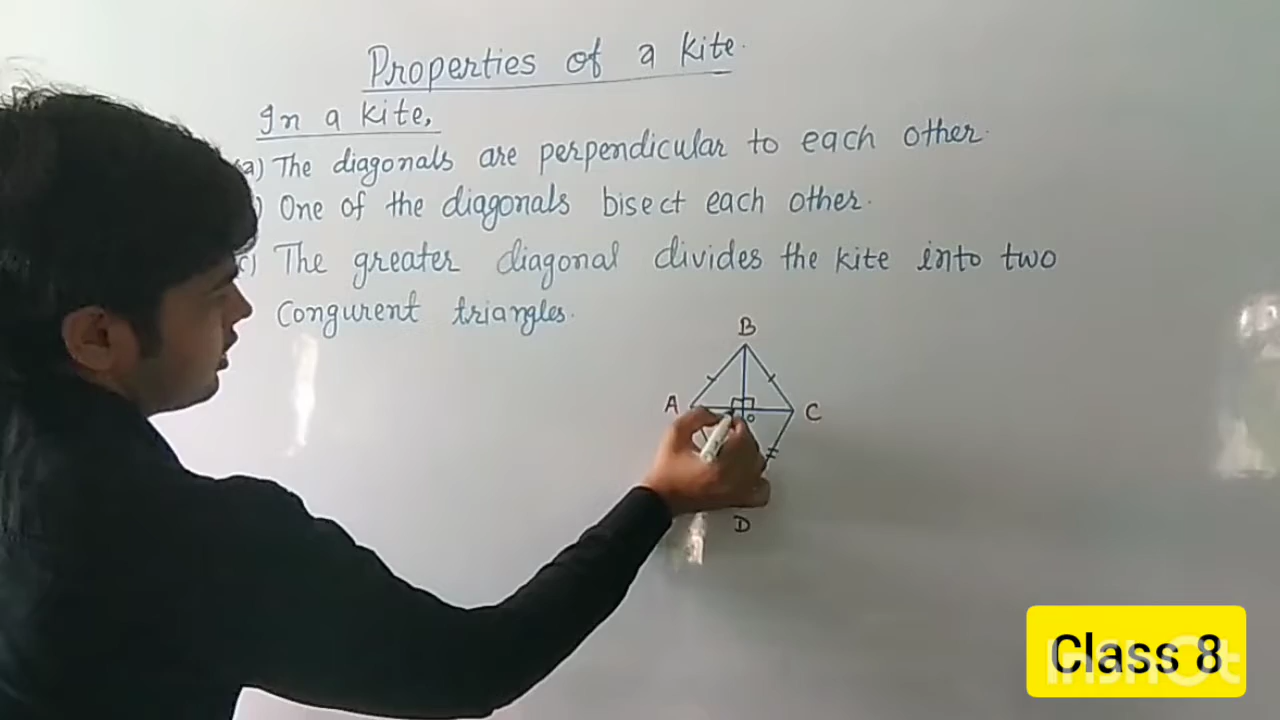 Properties of a kite.
In a kite,
a) The diagonals are perpendicular to each other.
) One of the diagonals bisect each other.
c) The greater diagonal divides the kite into two
Congurent triangles.
B
A
C
o
D
Class 8
InShOt